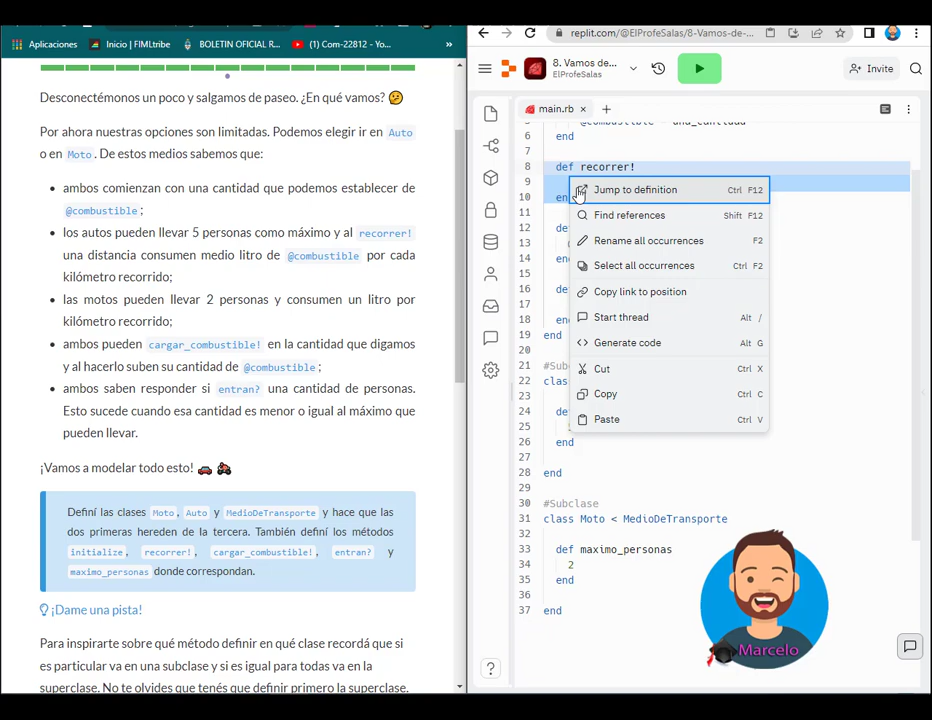 Aplicaciones
Inicio | FIMLtribe
BOLETIN OFICIAL R...
(1) Com-22812 - Yo...
»
Desconectémonos un poco y salgamos de paseo. ¿En qué vamos?
Por ahora nuestras opciones son limitadas. Podemos elegir ir en Auto
o en Moto. De estos medios sabemos que:
ambos comienzan con una cantidad que podemos establecer de
@combustible;
los autos pueden llevar 5 personas como máximo y al recorrer!
una distancia consumen medio litro de @combustible por cada
kilómetro recorrido;
las motos pueden llevar 2 personas y consumen un litro por
kilómetro recorrido;
ambos pueden cargar_combustible! en la cantidad que digamos
y al hacerlo suben su cantidad de @combustible;
ambos saben responder si entran? una cantidad de personas.
Esto sucede cuando esa cantidad es menor o igual al máximo que
pueden llevar.
¡Vamos a modelar todo esto!
Definí las clases Moto, Auto y MedioDeTransporte y hace que las
dos primeras hereden de la tercera. También definí los métodos
initialize, recorrer!, cargar_combustible!, entran? y
maximo_personas donde correspondan.
¡Dame una pista!
Para inspirarte sobre qué método definir en qué clase recordá que si
es particular va en una subclase y si es igual para todas va en la
superclase. No te olvides que tenés que definir primero la superclase.
replit.com/@ElProfeSalas/8-Vamos-de-...
8. Vamos de...
ElProfeSalas
Invite
main.rb
5 @combustible = una_cantidad
6 end
7
8 def recorrer!
9
10 en
11
12 de
13
14 en
15
16 de
17
18 en
19 end
20
21 #Sub
22 clas
23
24 de
25
26 end
27
28 end
29
30 #Subclase
31 class Moto < MedioDeTransporte
32
33 def maximo_personas
34 2
35 end
36
37 end
Jump to definition Ctrl F12
Find references Shift F12
Rename all occurrences F2
Select all occurrences Ctrl F2
Copy link to position
Start thread Alt /
Generate code Alt G
Cut Ctrl X
Copy Ctrl C
Paste Ctrl V
Marcelo